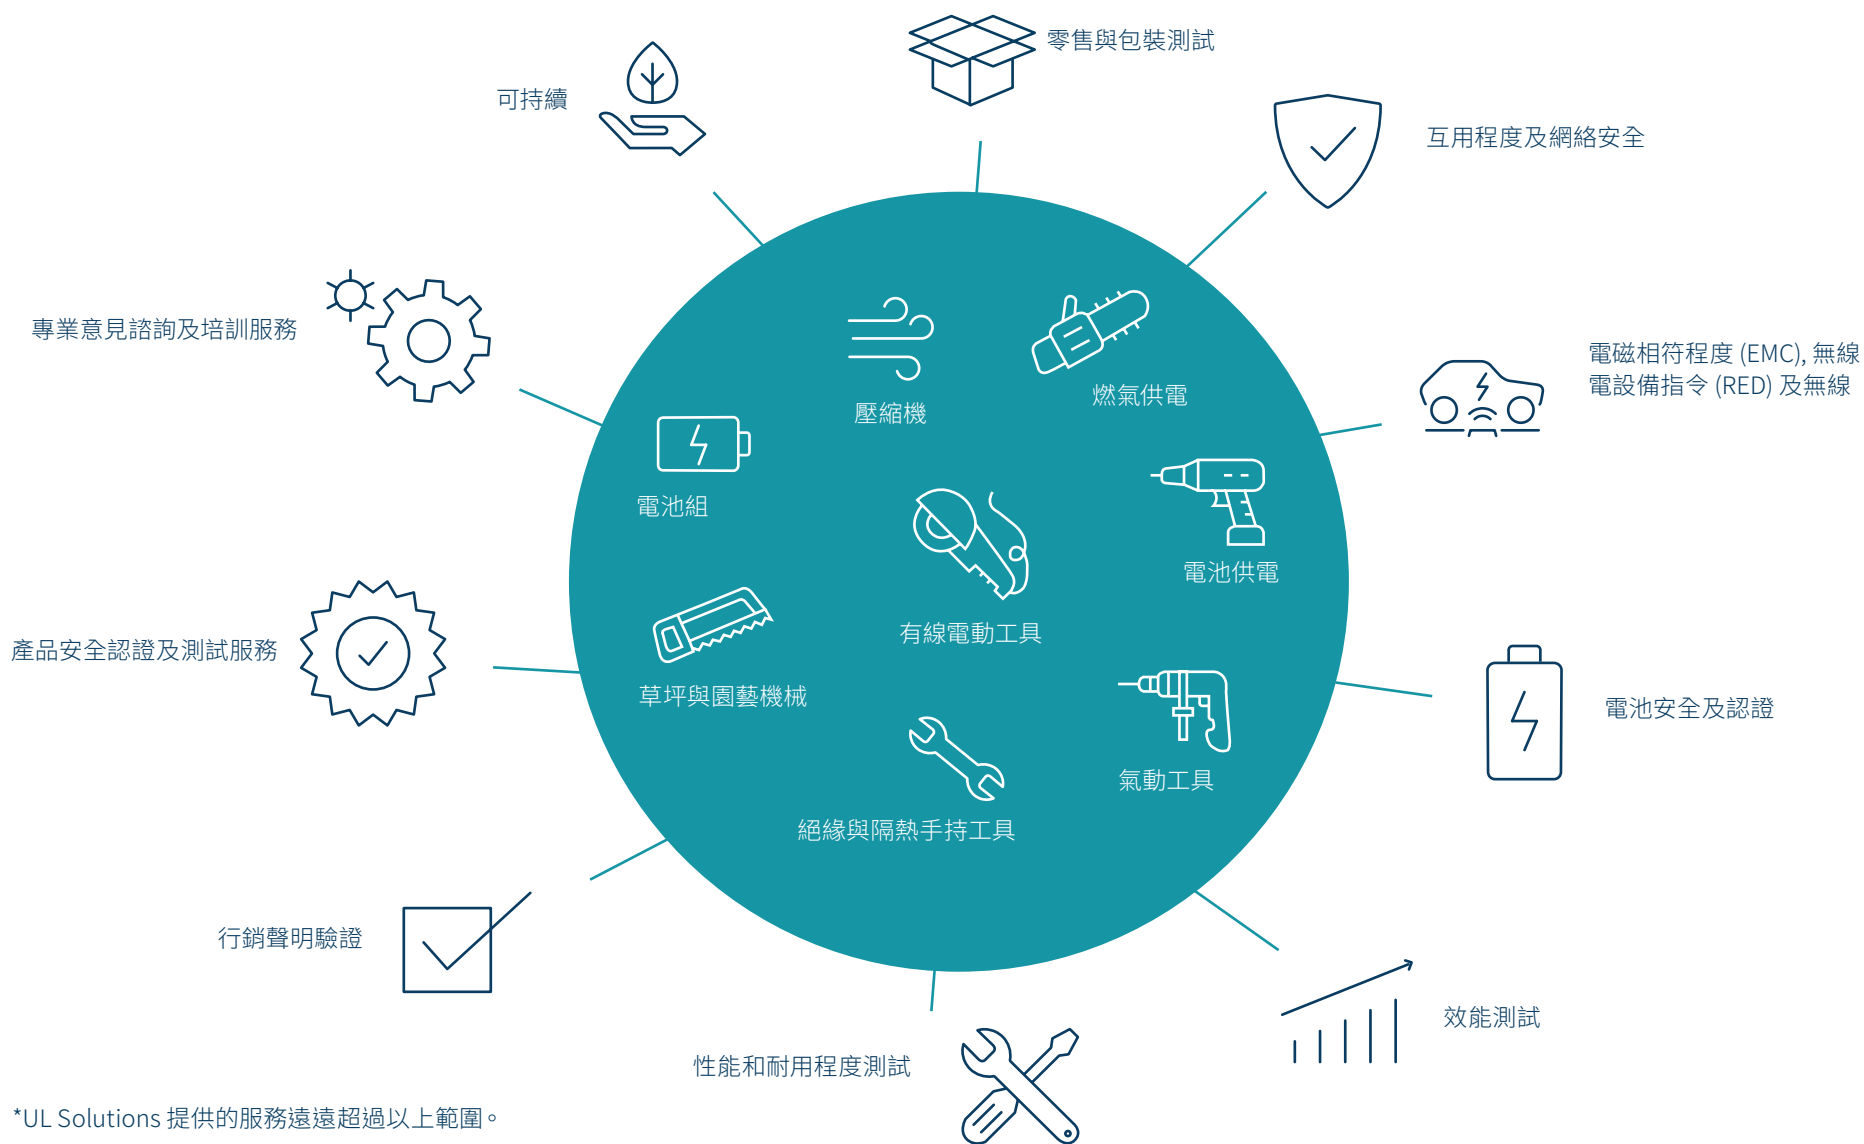 零售與包裝測試
可持續
互用程度及網絡安全
專業意見諮詢及培訓服務
電磁相符程度 (EMC), 無線
電設備指令 (RED) 及無線
燃氣供電
壓縮機
電池組
電池供電
有線電動工具
產品安全認證及測試服務
草坪與園藝機械
電池安全及認證
氣動工具
絕緣與隔熱手持工具
行銷聲明驗證
效能測試
性能和耐用程度測試
*UL Solutions 提供的服務遠遠超過以上範圍。